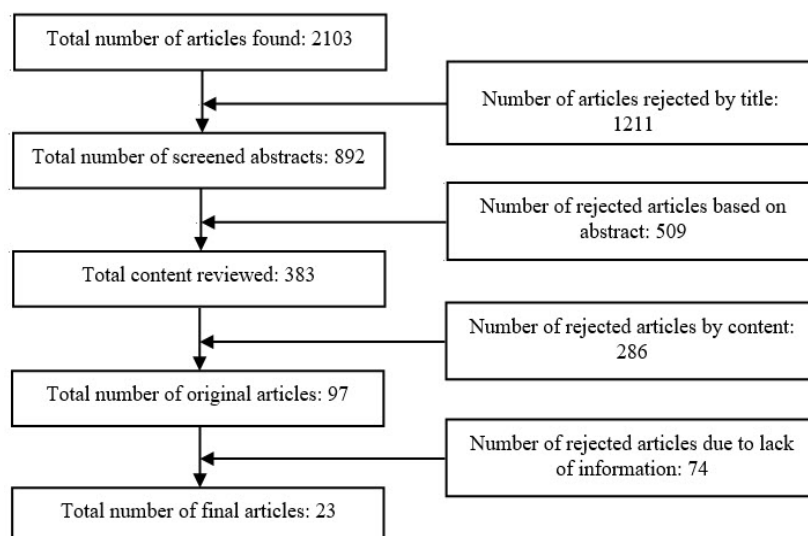 Total number of articles found: 2103
Number of articles rejected by title:
1211
Total number of screened abstracts: 892
Number of rejected articles based on
abstract: 509
Total content reviewed: 383
Number of rejected articles by content:
286
Total number of original articles: 97
Number of rejected articles due to lack
of information: 74
Total number of final articles: 23